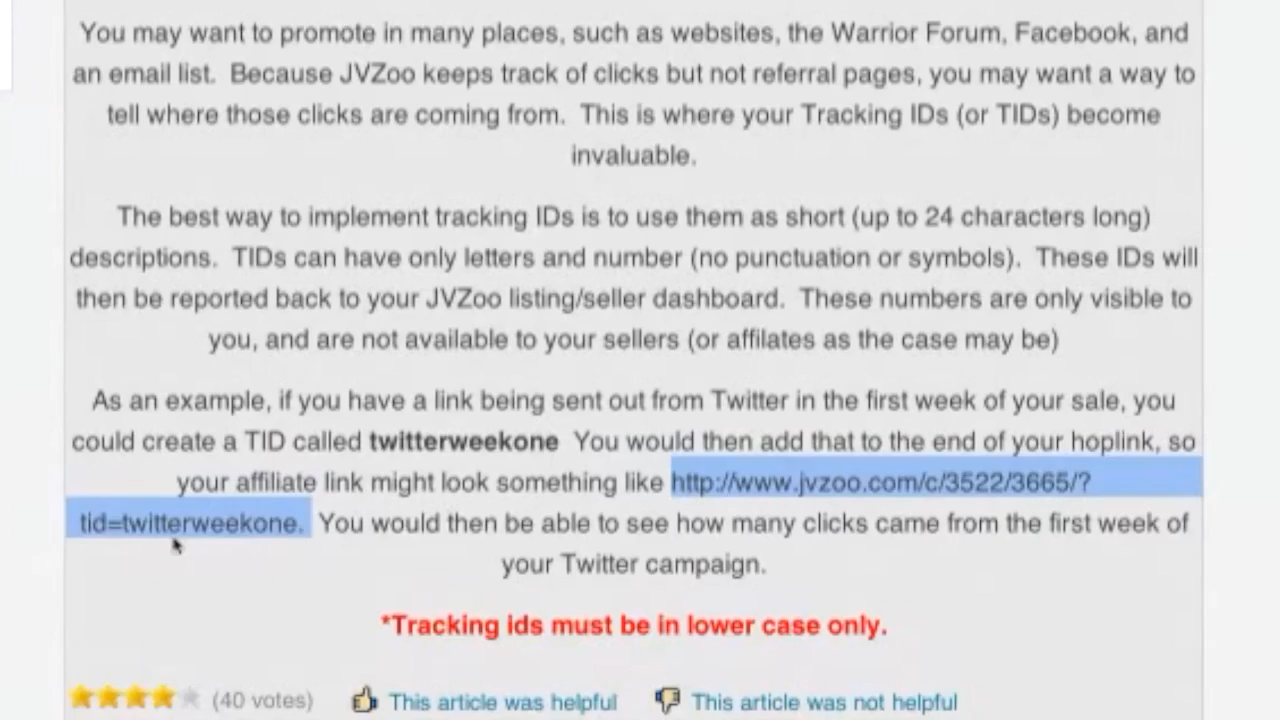 You may want to promote in many places, such as websites, the Warrior Forum, Facebook, and
an email list.  Because JVZoo keeps track of clicks but not referral pages, you may want a way to
tell where those clicks are coming from.  This is where your Tracking IDs (or TIDs) become
invaluable.
The best way to implement tracking IDs is to use them as short (up to 24 characters long)
descriptions.  TIDs can have only letters and number (no punctuation or symbols).  These IDs will
then be reported back to your JVZoo listing/seller dashboard.  These numbers are only visible to
you, and are not available to your sellers (or affilates as the case may be)
As an example, if you have a link being sent out from Twitter in the first week of your sale, you
could create a TID called twitterweekone  You would then add that to the end of your hoplink, so
your affiliate link might look something like http://www.jvzoo.com/c/3522/3665/?
tid=twitterweekone.  You would then be able to see how many clicks came from the first week of
your Twitter campaign.
*Tracking ids must be in lower case only.
(40 votes) This article was helpful This article was not helpful